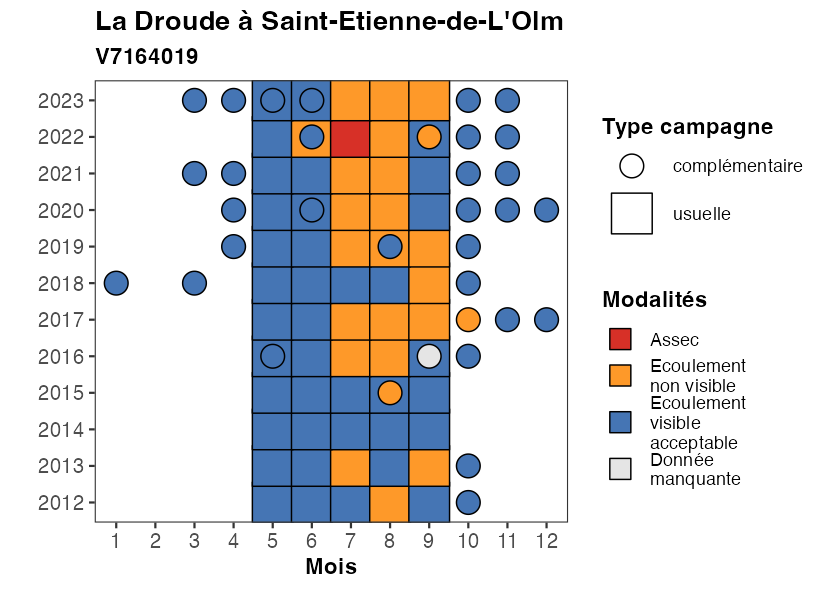 La Droude à Saint-Etienne-de-L'Olm
V7164019
2023
2022
2021
2020
2019
2018
2017
2016
2015
2014
2013
2012
1 2 3 4 5 6 7 8 9 10 11 12
Mois
Type campagne
complémentaire
usuelle
Modalités
Assec
Ecoulement
non visible
Ecoulement
visible
acceptable
Donnée
manquante